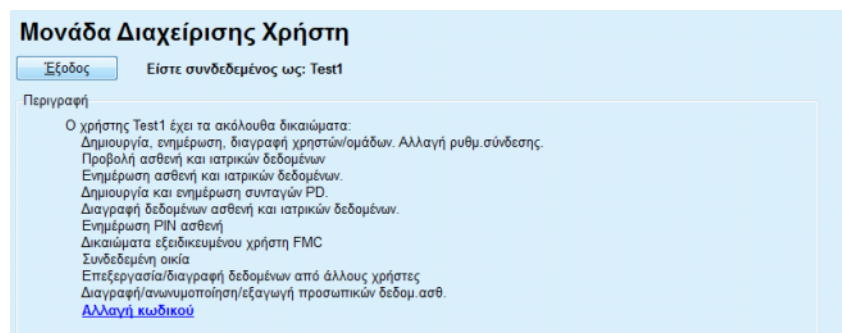 Μονάδα Διαχείρισης Χρήστη
Έξοδος Είστε συνδεδεμένος ως: Test1
Περιγραφή
Ο χρήστης Test1 έχει τα ακόλουθα δικαιώματα:
Δημιουργία, ενημέρωση, διαγραφή χρηστών/ομάδων. Αλλαγή ρυθμ.σύνδεσης.
Προβολή ασθενή και ιατρικών δεδομένων
Ενημέρωση ασθενή και ιατρικών δεδομένων.
Δημιουργία και ενημέρωση συνταγών PD.
Διαγραφή δεδομένων ασθενή και ιατρικών δεδομένων.
Ενημέρωση PIN ασθενή
Δικαιώματα εξειδικευμένου χρήστη FMC
Συνδεδεμένη οικία
Επεξεργασία/διαγραφή δεδομένων από άλλους χρήστες
Διαγραφή/ανωνυμοποίηση/εξαγωγή προσωπικών δεδομ.ασθ.
Αλλαγή κωδικού